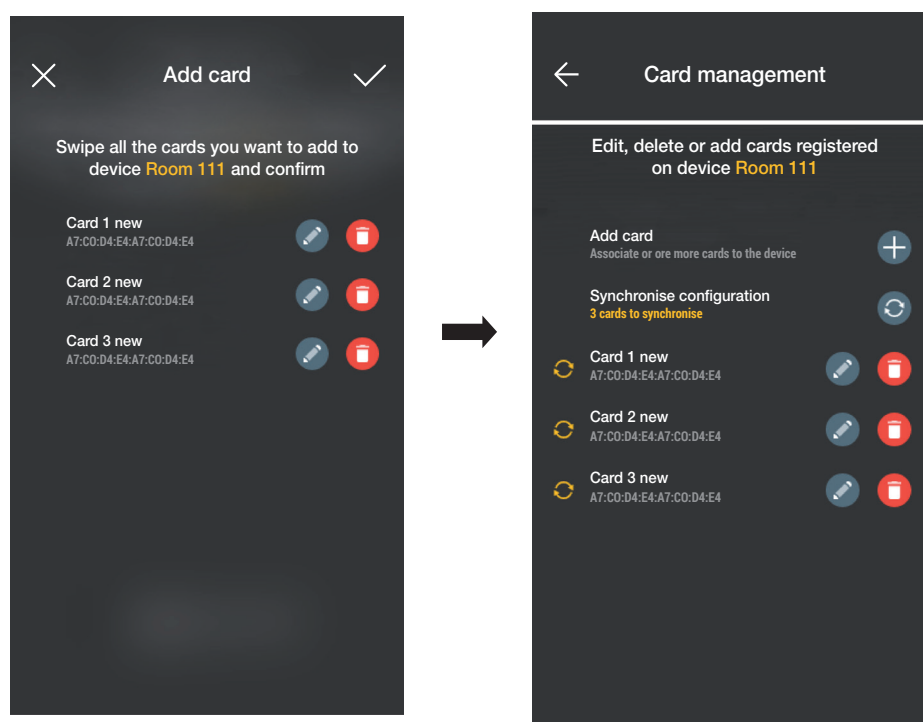 Add card
Swipe all the cards you want to add to
device Room 111 and confirm
Card 1 new
A7:C0:D4:E4:A7:C0:D4:E4
Card 2 new
A7:C0:D4:E4:A7:C0:D4:E4
Card 3 new
A7:C0:D4:E4:A7:C0:D4:E4
Card management
Edit, delete or add cards registered
on device Room 111
Add card
Associate or ore more cards to the device
Synchronise configuration
3 cards to synchronise
Card 1 new
A7:C0:D4:E4:A7:C0:D4:E4
Card 2 new
A7:C0:D4:E4:A7:C0:D4:E4
Card 3 new
A7:C0:D4:E4:A7:C0:D4:E4